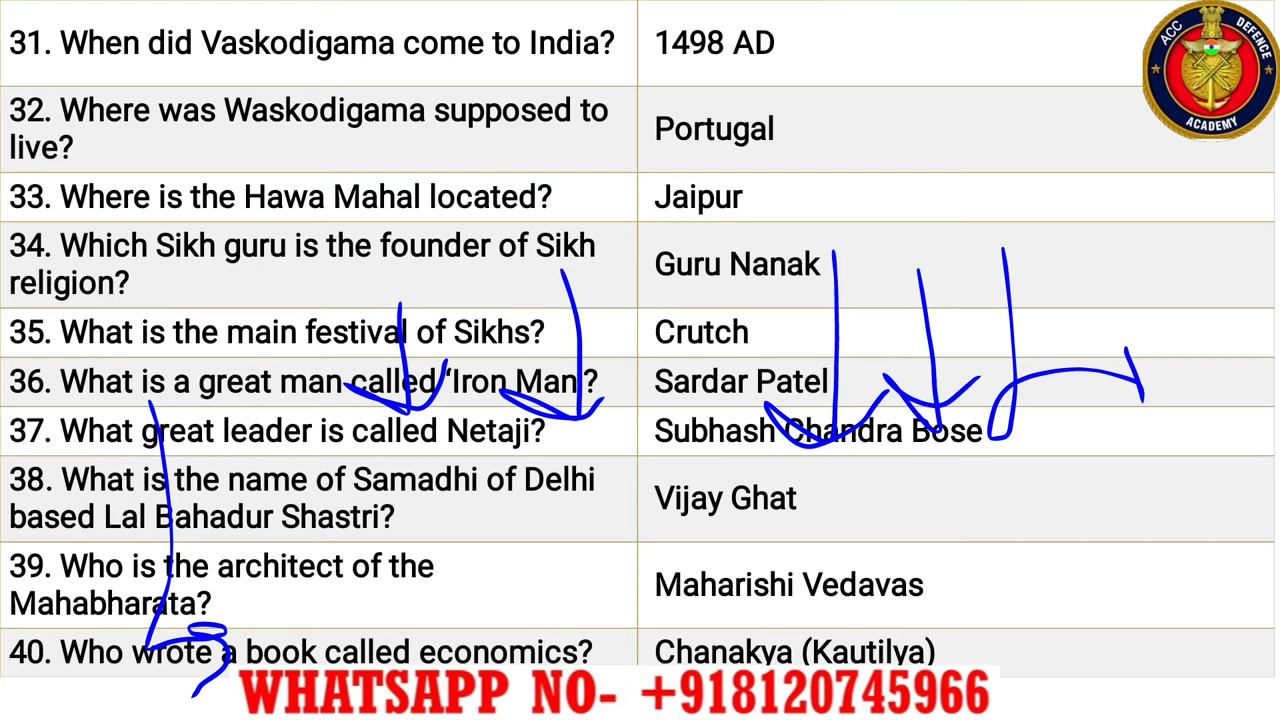 31. When did Vaskodigama come to India?
1498 AD
32. Where was Waskodigama supposed to
live?
Portugal
33. Where is the Hawa Mahal located?
Jaipur
34. Which Sikh guru is the founder of Sikh
religion?
Guru Nanak
35. What is the main festival of Sikhs?
Crutch
36. What is a great man called ‘Iron Man’?
Sardar Patel
37. What great leader is called Netaji?
Subhash Chandra Bose
38. What is the name of Samadhi of Delhi
based Lal Bahadur Shastri?
Vijay Ghat
39. Who is the architect of the
Mahabharata?
Maharishi Vedavas
40. Who wrote a book called economics?
Chanakya (Kautilya)
WHATSAPP NO- +918120745966
ACC DEFENCE
ACADEMY